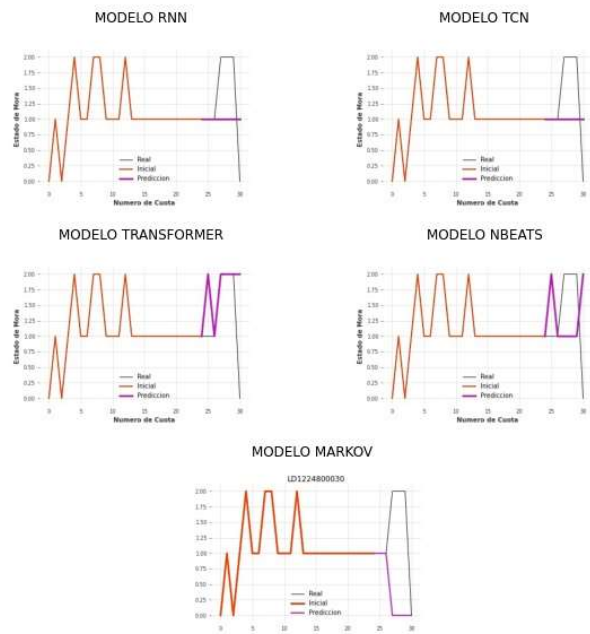 MODELO RNN
MODELO TCN
2.00
1.75
1.50
1.25
1.00
0.75
0.50
0.25
0.00
Estado de Mora
Real
Inicial
Prediccion
0 5 10 15 20 25 30
Numero de Cuota
2.00
1.75
1.50
1.25
1.00
0.75
0.50
0.25
0.00
Estado de Mora
Real
Inicial
Prediccion
0 5 10 15 20 25 30
Numero de Cuota
MODELO TRANSFORMER
MODELO NBEATS
2.00
1.75
1.50
1.25
1.00
0.75
0.50
0.25
0.00
Estado de Mora
Real
Inicial
Prediccion
0 5 10 15 20 25 30
Numero de Cuota
2.00
1.75
1.50
1.25
1.00
0.75
0.50
0.25
0.00
Estado de Mora
Real
Inicial
Prediccion
0 5 10 15 20 25 30
Numero de Cuota
MODELO MARKOV
LD1224800030
2.00
1.75
1.50
1.25
1.00
0.75
0.50
0.25
0.00
Real
Inicial
Prediccion
0 5 10 15 20 25 30